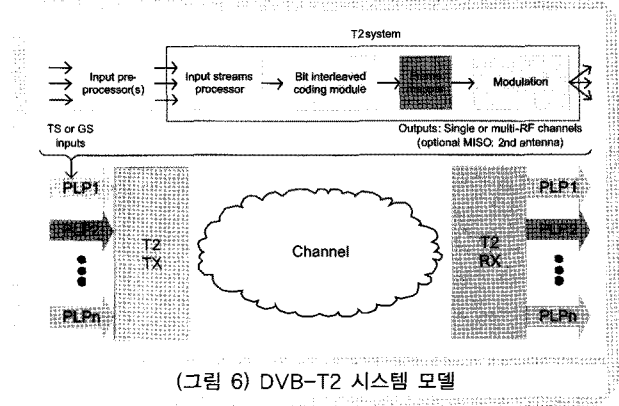 T2system
Input pre-
processor(s)
Input streams
processor
Bit interleaved
coding module
Modulation
TS or GS
inputs
Outputs: Single or multi-RF channels
(optional MISO: 2nd antenna)
PLP1
PLP2
PLPn
T2
TX
Channel
T2
RX
PLP1
PLP2
PLPn
(그림 6) DVB-T2 시스템 모델